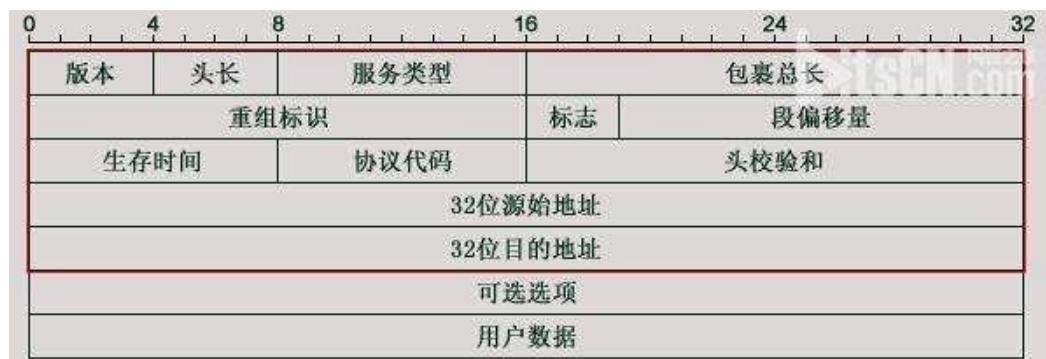 0 4 8 16 24 32
版本 头长 服务类型 包裹总长
重组标识 标志 段偏移量
生存时间 协议代码 头校验和
32位源始地址
32位目的地址
可选选项
用户数据